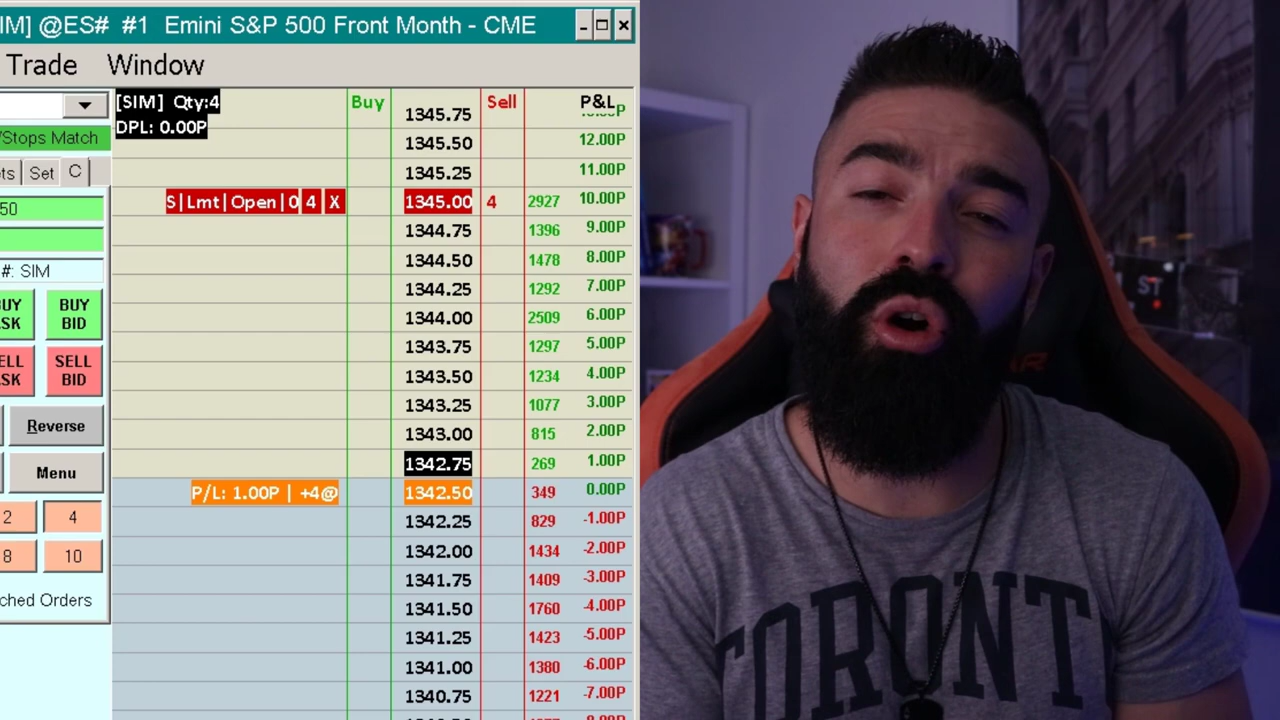 IM] @ES# #1 Emini S&P 500 Front Month - CME
Trade Window
[SIM] Qty:4 Buy Sell P&L
DPL: 0.00P
1345.75
1345.50 12.00P
/Stops Match
1345.25 11.00P
ts Set C
S|Lmt|Open|0 4 X 1345.00 4 2927 10.00P
50
1344.75 1396 9.00P
1344.50 1478 8.00P
#: SIM
1344.25 1292 7.00P
BUY ASK BUY BID
1344.00 2509 6.00P
1343.75 1297 5.00P
SELL ASK SELL BID
1343.50 1234 4.00P
1343.25 1077 3.00P
Reverse
1343.00 815 2.00P
1342.75 269 1.00P
Menu
P/L: 1.00P | +4@ 1342.50 349 0.00P
2 4
1342.25 829 -1.00P
1342.00 1434 -2.00P
8 10
1341.75 1409 -3.00P
ched Orders
1341.50 1760 -4.00P
1341.25 1423 -5.00P
1341.00 1380 -6.00P
1340.75 1221 -7.00P
ST
TORONT